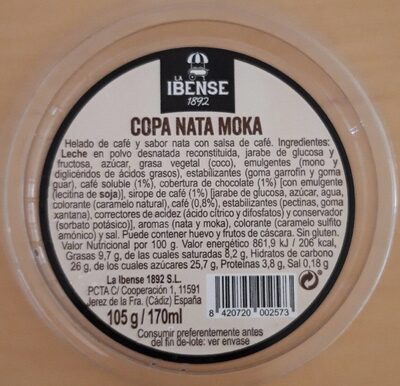 LA
IBENSE
1892
COPA NATA MOKA
Helado de café y sabor nata con salsa de café. Ingredientes:
Leche en polvo desnatada reconstituida, jarabe de glucosa y
fructosa, azúcar, grasa vegetal (coco), emulgentes (mono y
diglicéridos de ácidos grasos), estabilizantes (goma garrofín y goma
guar), café soluble (1%), cobertura de chocolate (1%) [con emulgente
(lecitina de soja)], sirope de café (1%) [jarabe de glucosa, azúcar, agua,
colorante (caramelo natural), café (0,8%), estabilizantes (pectinas, goma
xantana), correctores de acidez (ácido cítrico y difosfatos) y conservador
(sorbato potásico)], aromas (nata y moka), colorante (caramelo sulfito
amónico) y sal. Puede contener huevo y frutos de cáscara. Sin gluten.
Valor Nutricional por 100 g. Valor energético 861,9 kJ / 206 kcal,
Grasas 9,7 g, de las cuales saturadas 8,2 g, Hidratos de carbono
26 g, de los cuales azúcares 25,7 g, Proteínas 3,8 g, Sal 0,18 g
La Ibense 1892 S.L.
PCTA C/ Cooperación 1, 11591
Jerez de la Fra. (Cádiz) España
105 g / 170ml
8 420720 002573
Consumir preferentemente antes
del fin de-lote: ver envase